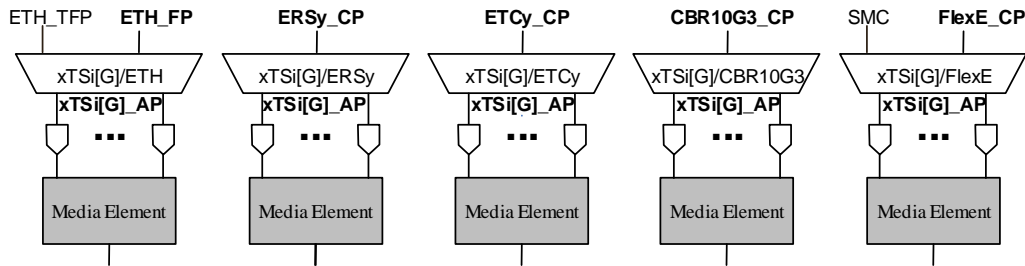 ETH_TFP ETH_FP ERSy_CP ETCy_CP CBR10G3_CP SMC FlexE_CP
xTSi[G]/ETH xTSi[G]/ERSy xTSi[G]/ETCy xTSi[G]/CBR10G3 xTSi[G]/FlexE
xTSi[G]_AP xTSi[G]_AP xTSi[G]_AP xTSi[G]_AP xTSi[G]_AP
... ... ... ... ...
Media Element Media Element Media Element Media Element Media Element